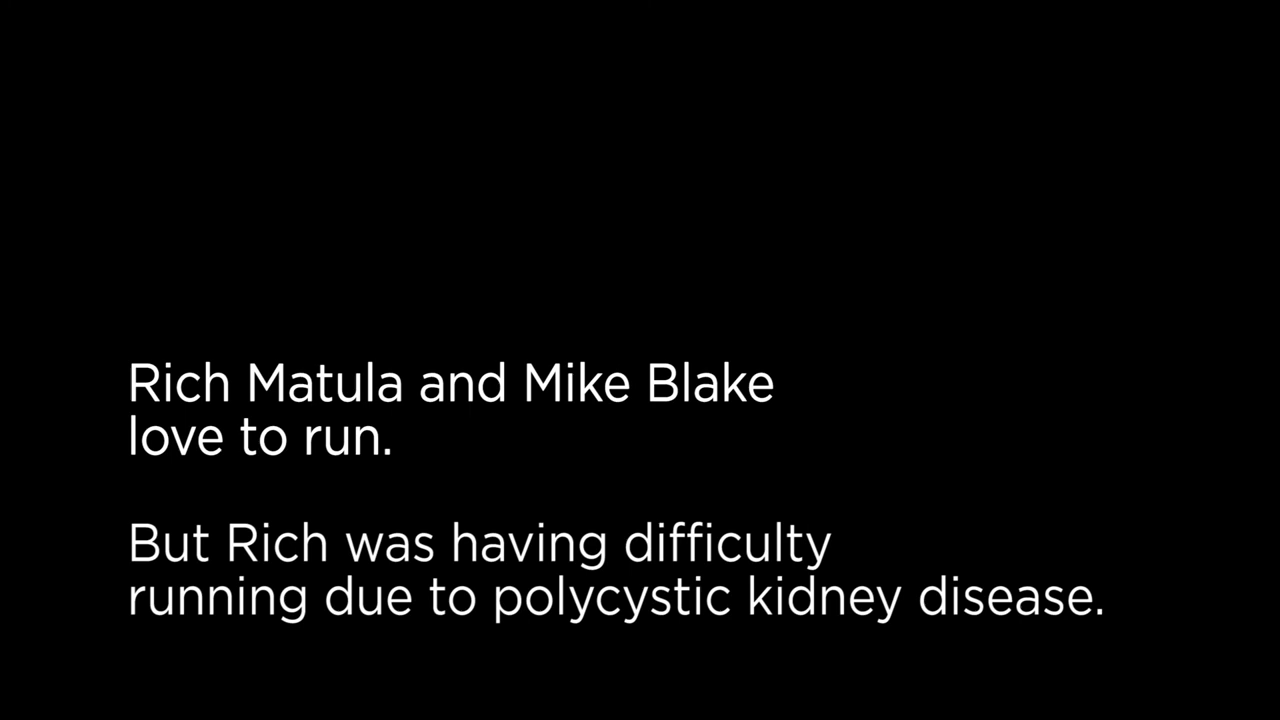 Rich Matula and Mike Blake
love to run.
But Rich was having difficulty
running due to polycystic kidney disease.